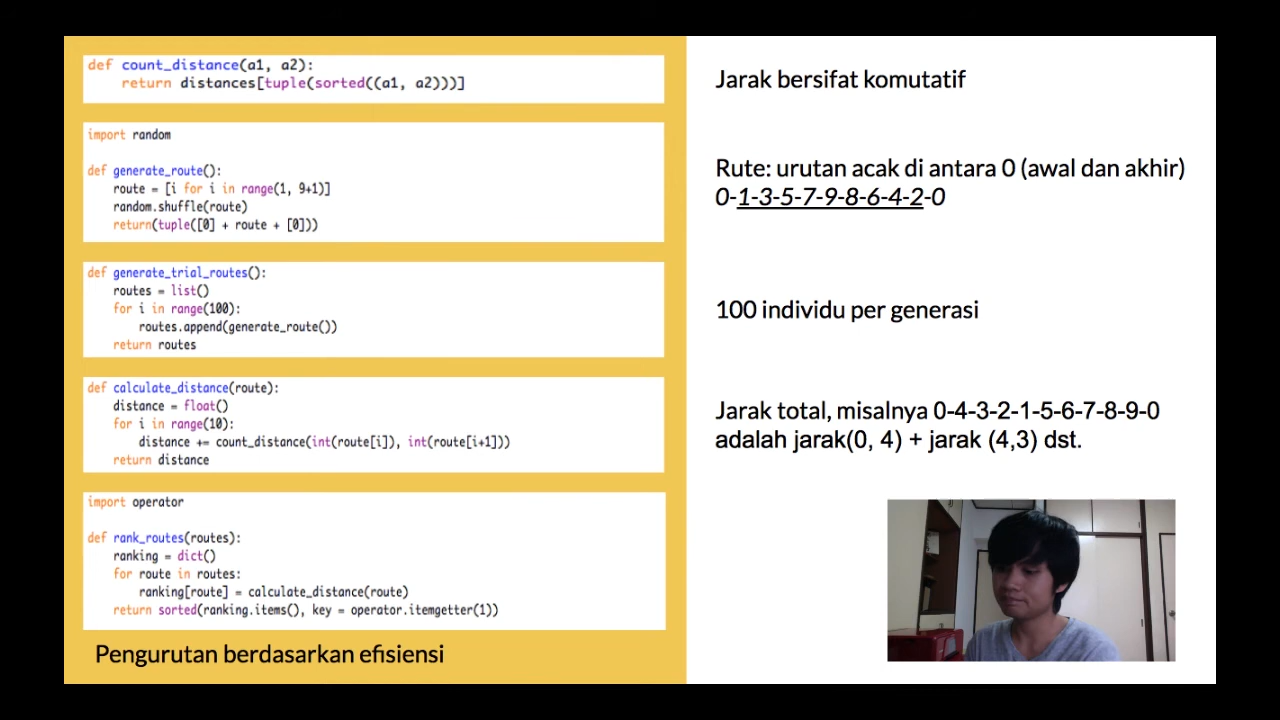 def count_distance(a1, a2):
    return distances[tuple(sorted((a1, a2)))]
import random
def generate_route():
    route = [i for i in range(1, 9+1)]
    random.shuffle(route)
    return(tuple([0] + route + [0]))
def generate_trial_routes():
    routes = list()
    for i in range(100):
        routes.append(generate_route())
    return routes
def calculate_distance(route):
    distance = float()
    for i in range(10):
        distance += count_distance(int(route[i]), int(route[i+1]))
    return distance
import operator
def rank_routes(routes):
    ranking = dict()
    for route in routes:
        ranking[route] = calculate_distance(route)
    return sorted(ranking.items(), key = operator.itemgetter(1))
Pengurutan berdasarkan efisiensi
Jarak bersifat komutatif
Rute: urutan acak di antara 0 (awal dan akhir)
0-1-3-5-7-9-8-6-4-2-0
100 individu per generasi
Jarak total, misalnya 0-4-3-2-1-5-6-7-8-9-0
adalah jarak(0, 4) + jarak (4,3) dst.